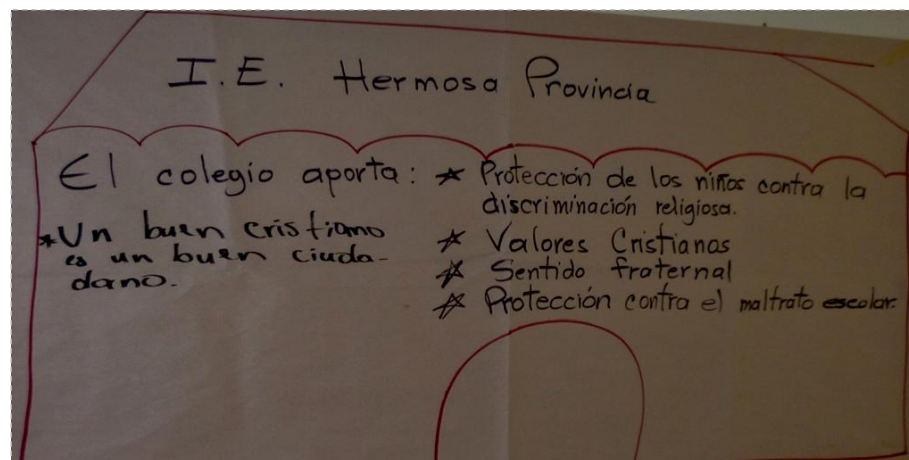 I.E. Hermosa Provincia
El colegio aporta:
* Un buen cristiano
es un buen ciuda-
dano.
* Protección de los niños contra la
discriminación religiosa.
* Valores Cristianas
* Sentido fraternal
* Protección contra el maltrato escolar.